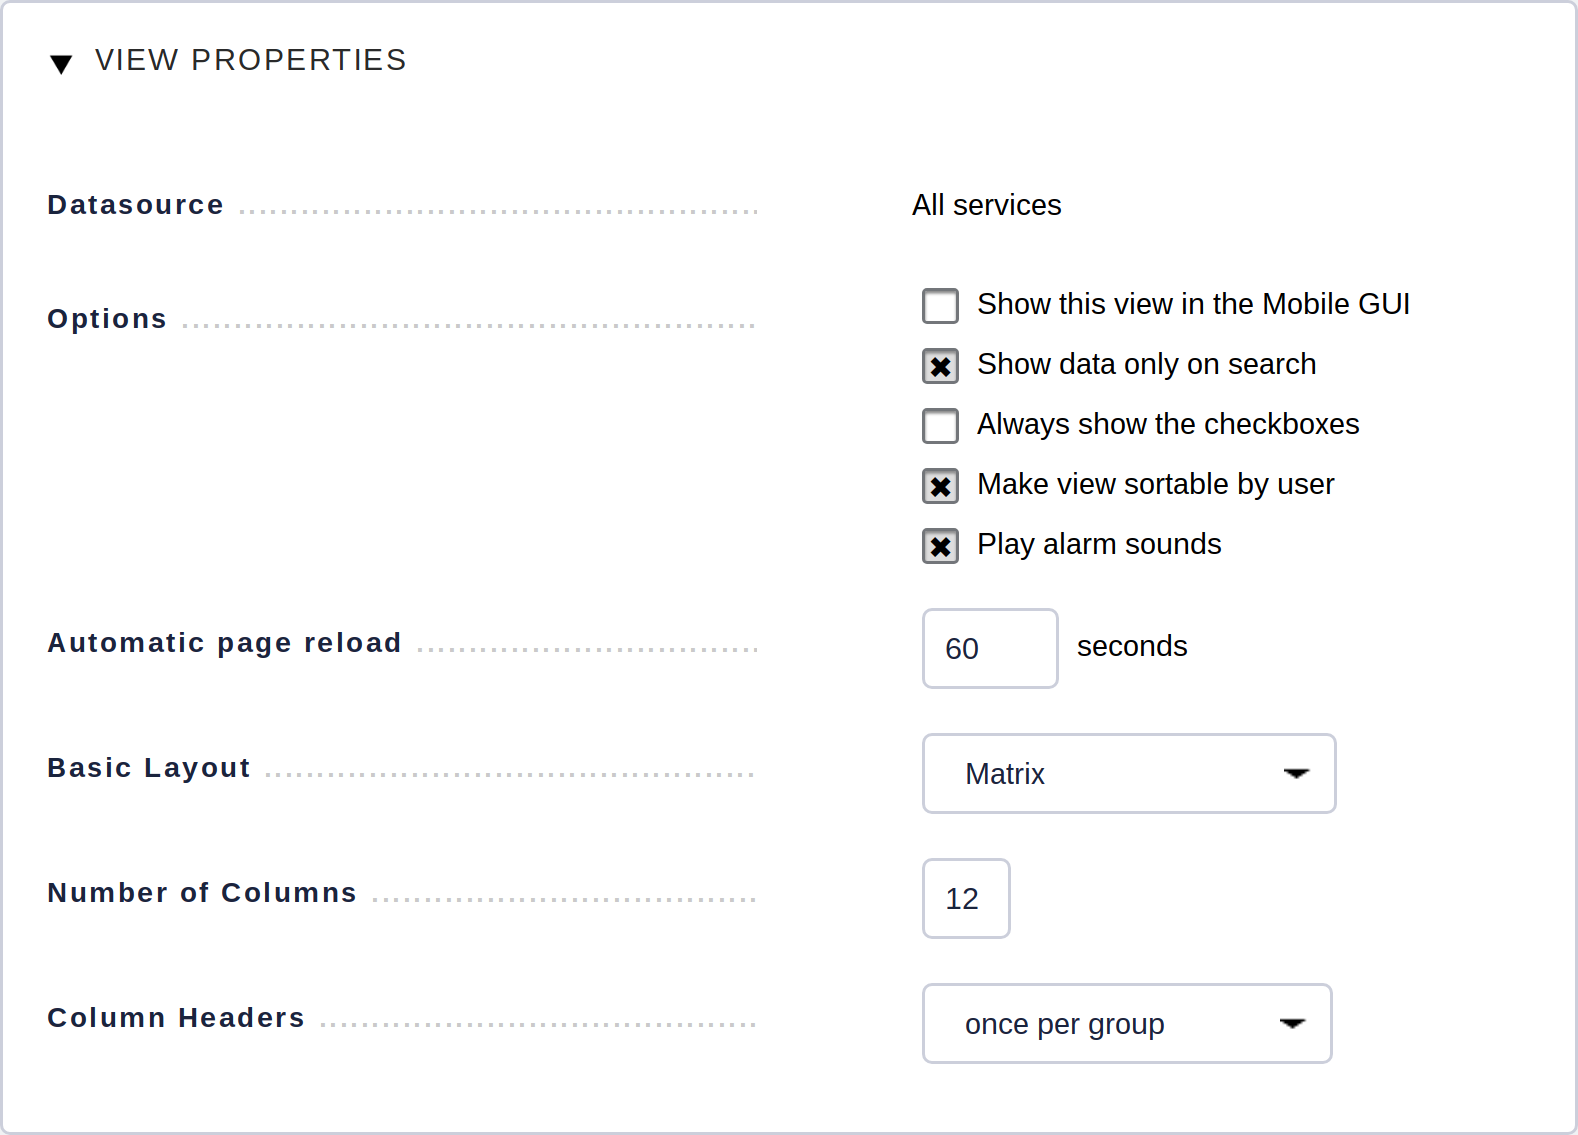 VIEW PROPERTIES
Datasource All services
Options
Show this view in the Mobile GUI
Show data only on search
Always show the checkboxes
Make view sortable by user
Play alarm sounds
Automatic page reload 60 seconds
Basic Layout Matrix
Number of Columns 12
Column Headers once per group